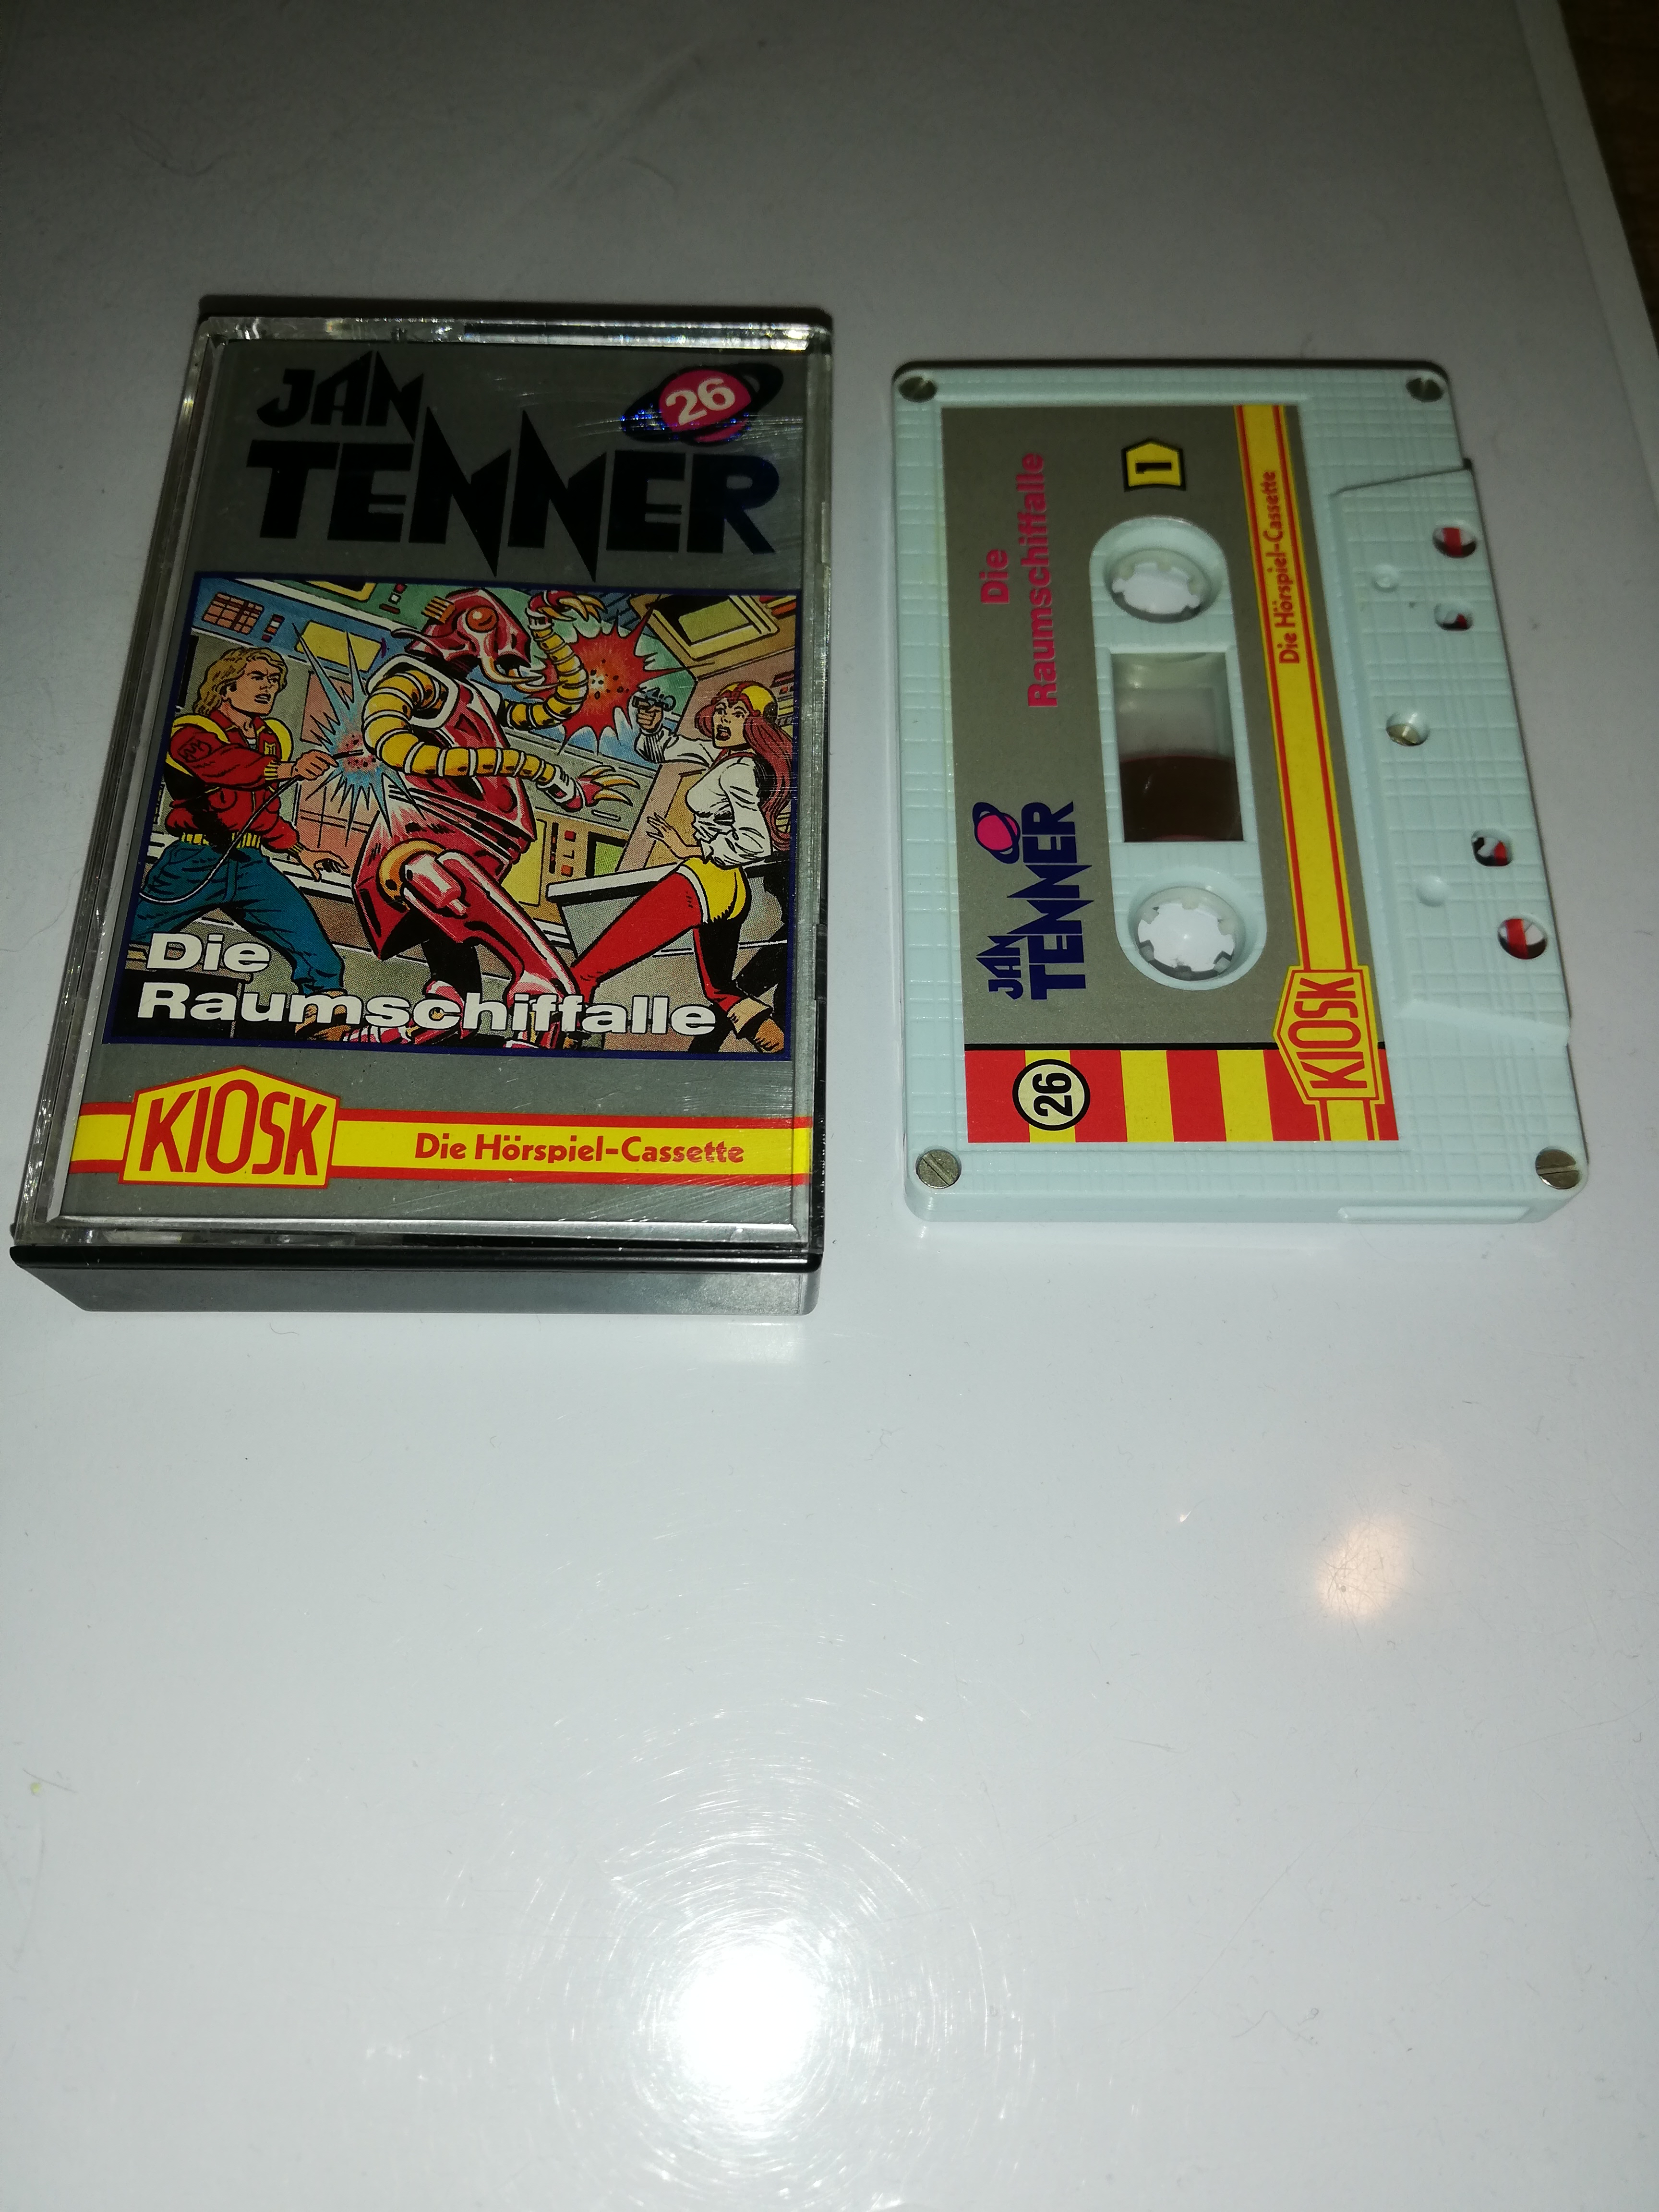 JAN
TENNER
26
Die
Raumschiffalle
KIOSK
Die Hörspiel-Cassette
Die
Raumschiffalle
1
JAN
TENNER
26
Die Hörspiel-Cassette
KIOSK